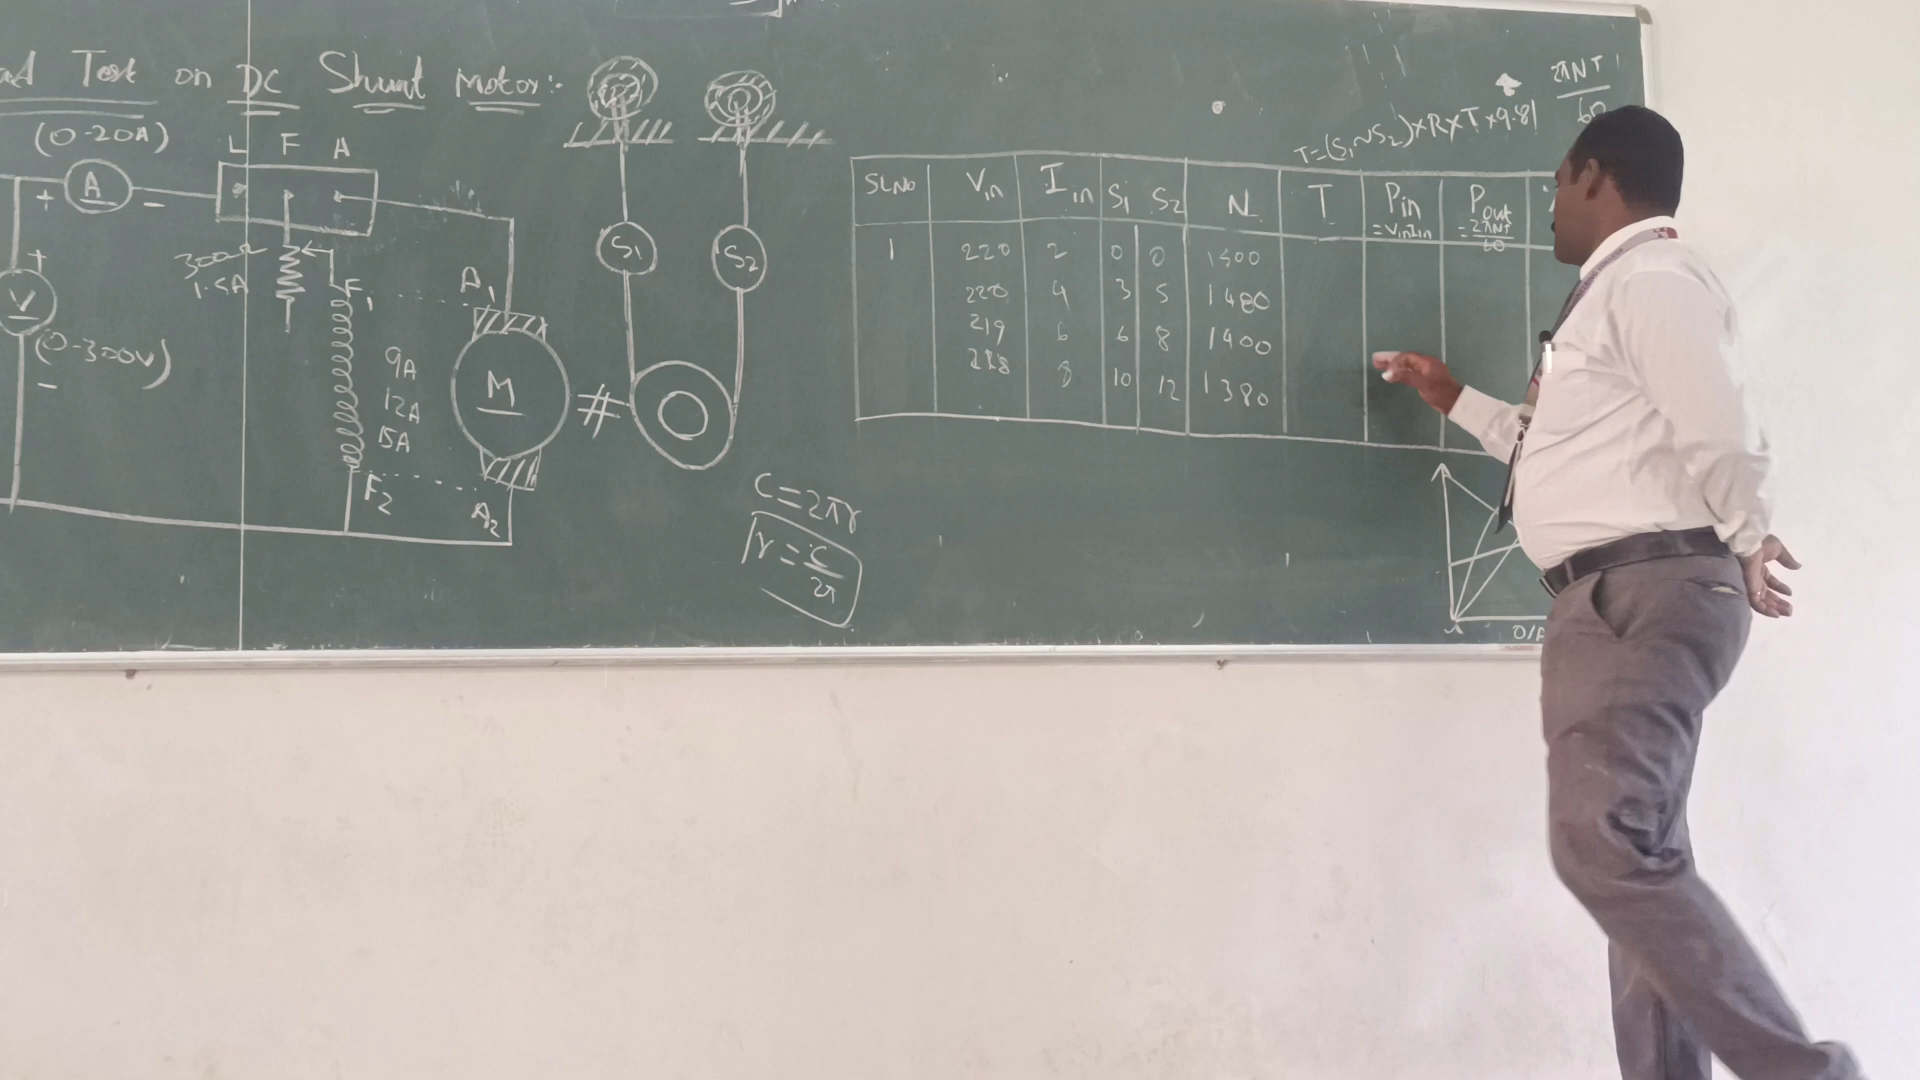 ad Test on DC Shunt Motor:-
(0-20A)
L F A
A
+ -
+
V
(0-300V)
-
300Ω
1.5A
F1
F2
9A
12A
15A
A1
M
A2
S1 S2
C=2πr
r=C/2π
T=(S1~S2)×R×T×9.81
2πNT/60
SLNo Vin Iin S1 S2 N T Pin =VinIin Pout =2πNT/60
1 220 2 0 0 1500
220 4 3 5 1480
219 6 6 8 1400
218 8 10 12 1380